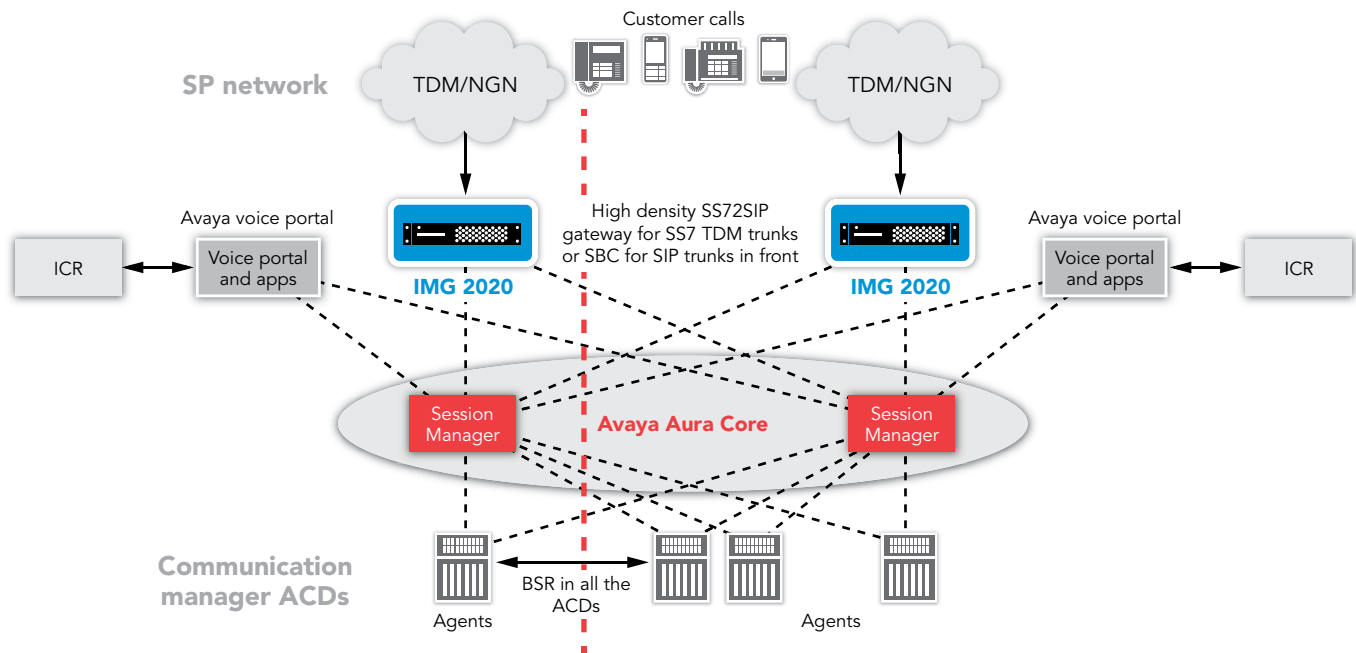 Customer calls
SP network
TDM/NGN
TDM/NGN
High density SS72SIP
gateway for SS7 TDM trunks
or SBC for SIP trunks in front
Avaya voice portal
Avaya voice portal
ICR
Voice portal
and apps
IMG 2020
IMG 2020
Voice portal
and apps
ICR
Session
Manager
Avaya Aura Core
Session
Manager
Communication
manager ACDs
BSR in all the
ACDs
Agents
Agents